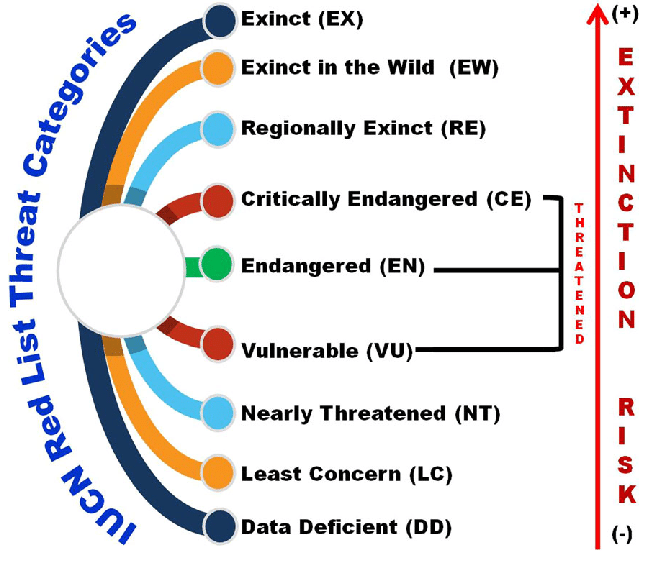 IUCN Red List Threat Categories
Exinct (EX)
Exinct in the Wild (EW)
Regionally Exinct (RE)
Critically Endangered (CE)
Endangered (EN)
Vulnerable (VU)
Nearly Threatened (NT)
Least Concern (LC)
Data Deficient (DD)
THREATENED
(+)
EXTINCTION
RISK
(-)